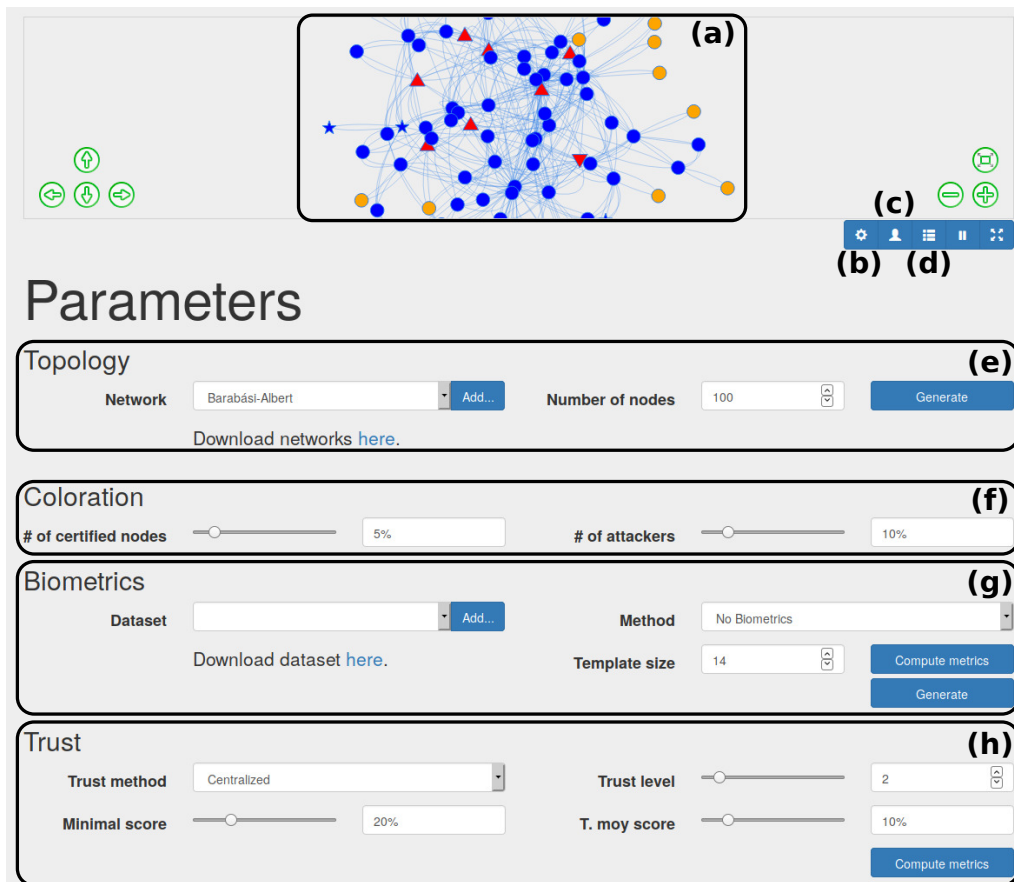 (a)
(c)
(b) (d)
Parameters
Topology (e)
Network Barabási-Albert Add... Number of nodes 100 Generate
Download networks here.
Coloration (f)
# of certified nodes 5% # of attackers 10%
Biometrics (g)
Dataset Add... Method No Biometrics
Download dataset here. Template size 14 Compute metrics
Generate
Trust (h)
Trust method Centralized Trust level 2
Minimal score 20% T. moy score 10%
Compute metrics